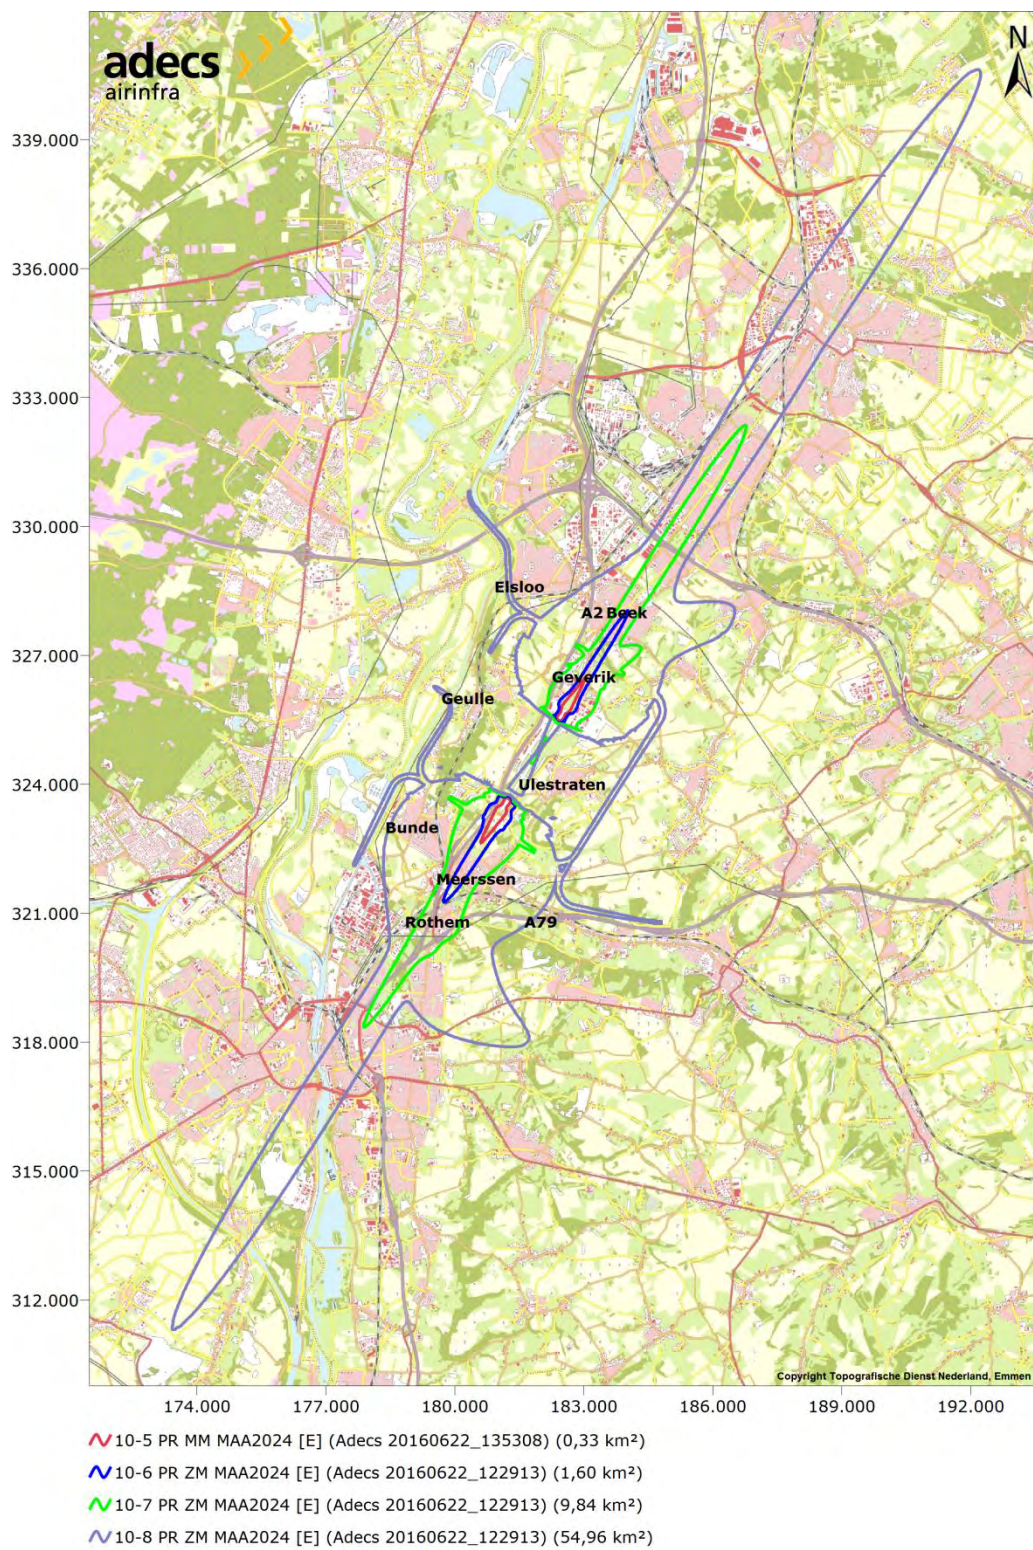 adecs
airinfra
N
339.000
336.000
333.000
330.000
Elsloo
A2 Beek
327.000
Geverik
Geulle
324.000
Ulestraten
Bunde
Meerssen
321.000
Rothem
A79
318.000
315.000
312.000
Copyright Topografische Dienst Nederland, Emmen
174.000 177.000 180.000 183.000 186.000 189.000 192.000
10-5 PR MM MAA2024 [E] (Adecs 20160622_135308) (0,33 km²)
10-6 PR ZM MAA2024 [E] (Adecs 20160622_122913) (1,60 km²)
10-7 PR ZM MAA2024 [E] (Adecs 20160622_122913) (9,84 km²)
10-8 PR ZM MAA2024 [E] (Adecs 20160622_122913) (54,96 km²)